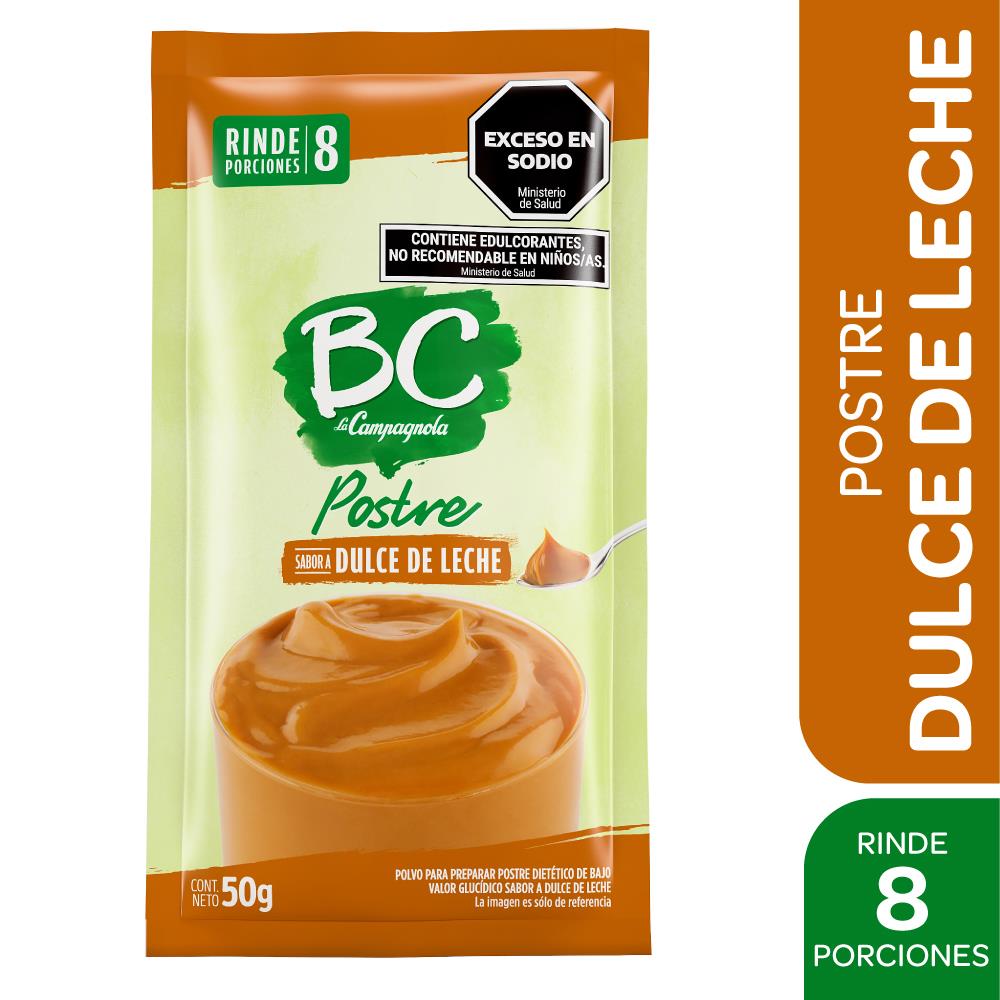 RINDE
PORCIONES
8
EXCESO EN
SODIO
Ministerio
de Salud
CONTIENE EDULCORANTES,
NO RECOMENDABLE EN NIÑOS/AS.
Ministerio de Salud
BC
La Campagnola
Postre
SABOR A DULCE DE LECHE
CONT.
NETO 50g
POLVO PARA PREPARAR POSTRE DIETÉTICO DE BAJO
VALOR GLUCÍDICO SABOR A DULCE DE LECHE
La imagen es sólo de referencia
POSTRE
DULCE DE LECHE
RINDE
8
PORCIONES